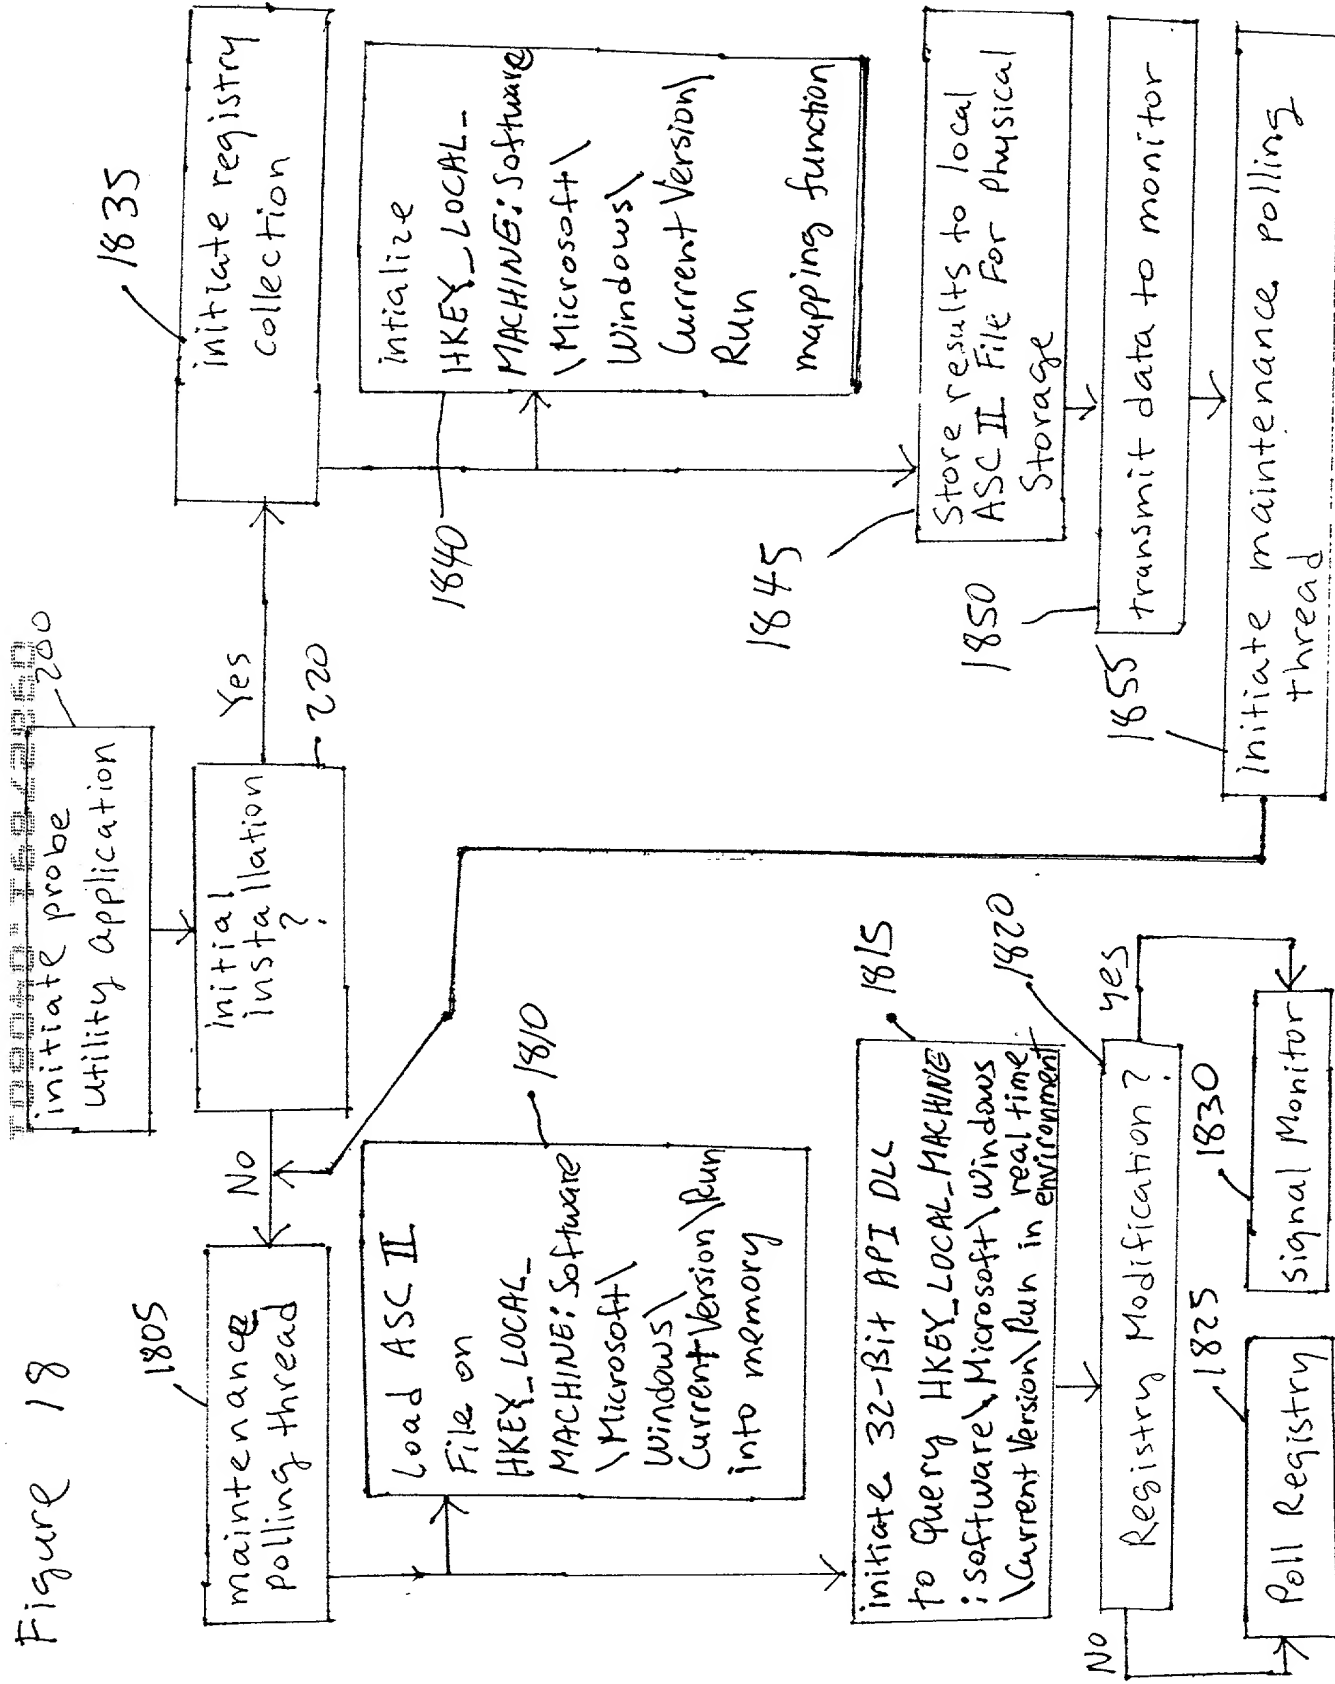 Figure 18
initiate probe
utility application
200
initial
installation
?
220
Yes
No
1805
maintenance
polling thread
1810
Load ASC II
File on
HKEY_LOCAL_
MACHINE:Software
\Microsoft\
Windows\
CurrentVersion\Run
into memory
1815
initiate 32-Bit API DLL
to Query HKEY_LOCAL_MACHINE
:software\Microsoft\Windows
\Current Version\Run in real time
environment
1820
Registry Modification?
No
yes
1825
Poll Registry
1830
signal Monitor
1835
initiate registry
collection
1840
intialize
HKEY_LOCAL_
MACHINE:Software
\Microsoft\
Windows\
Current Version\
Run
mapping function
1845
Store results to local
ASC II File For Physical
Storage
1850
transmit data to monitor
1855
initiate maintenance polling
thread